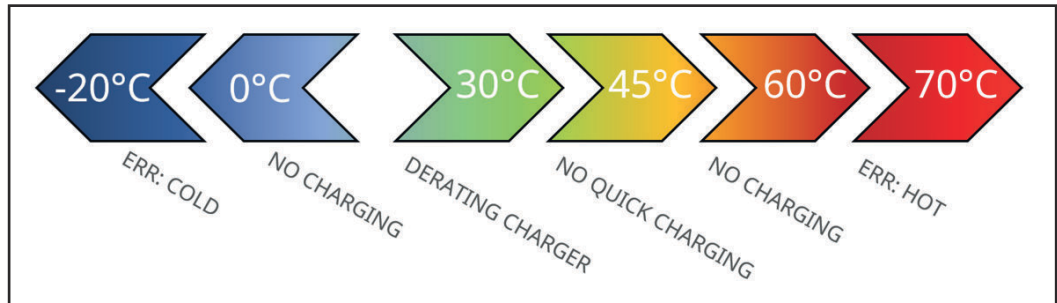 -20°C
0°C
30°C
45°C
60°C
70°C
ERR: COLD
NO CHARGING
DERATING CHARGER
NO QUICK CHARGING
NO CHARGING
ERR: HOT